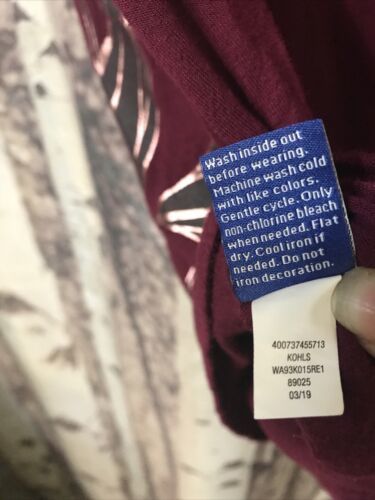 Wash inside out
before wearing.
Machine wash cold
with like colors.
Gentle cycle. Only
non-chlorine bleach
when needed. Flat
dry. Cool iron if
needed. Do not
iron decoration.
400737455713
KOHLS
WA93K015RE1
89025
03/19